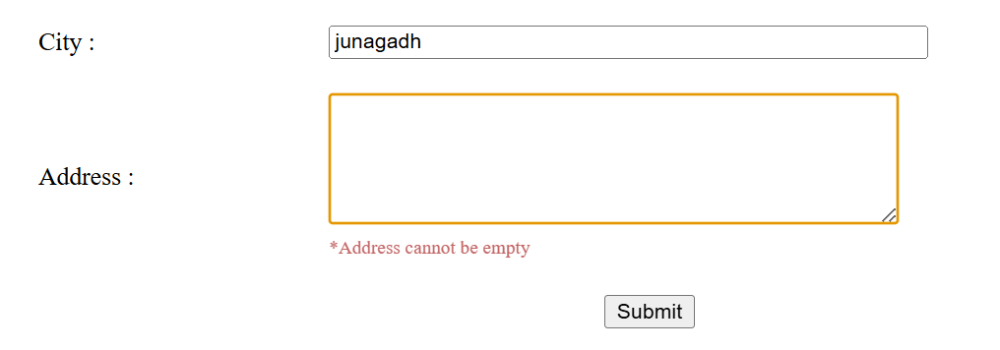 City : junagadh
Address :
*Address cannot be empty
Submit